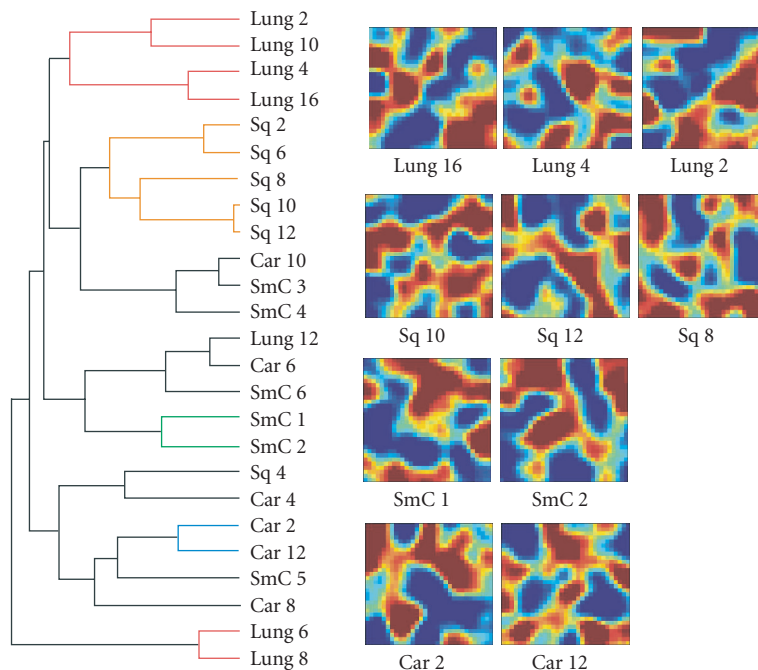 Lung 2
Lung 10
Lung 4
Lung 16
Sq 2
Sq 6
Sq 8
Sq 10
Sq 12
Car 10
SmC 3
SmC 4
Lung 12
Car 6
SmC 6
SmC 1
SmC 2
Sq 4
Car 4
Car 2
Car 12
SmC 5
Car 8
Lung 6
Lung 8
Lung 16 Lung 4 Lung 2
Sq 10 Sq 12 Sq 8
SmC 1 SmC 2
Car 2 Car 12